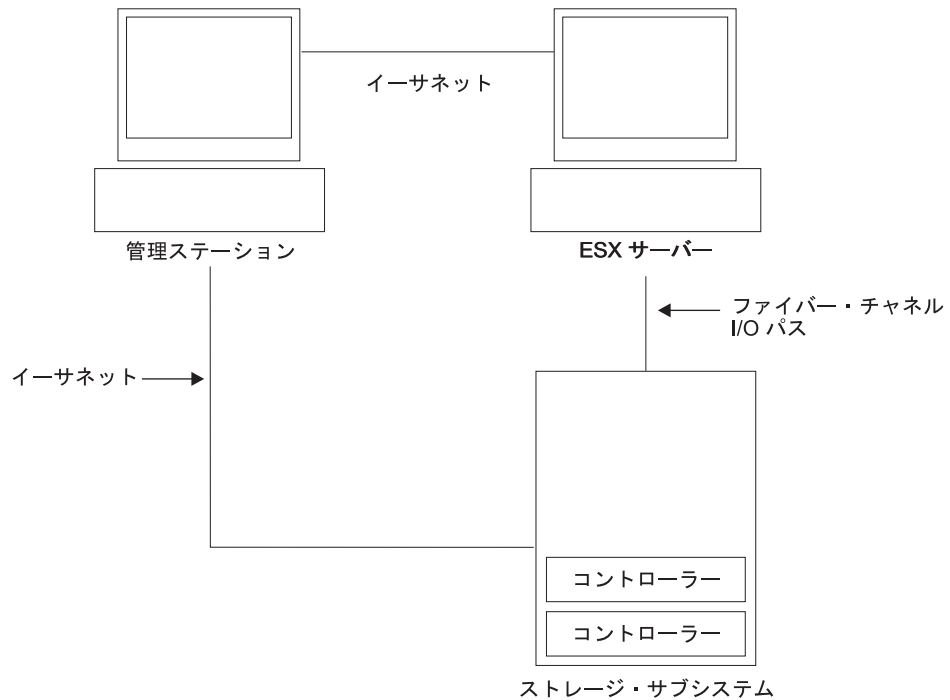 イーサネット
管理ステーション
ESX サーバー
ファイバー・チャネル
I/O パス
イーサネット
コントローラー
コントローラー
ストレージ・サブシステム